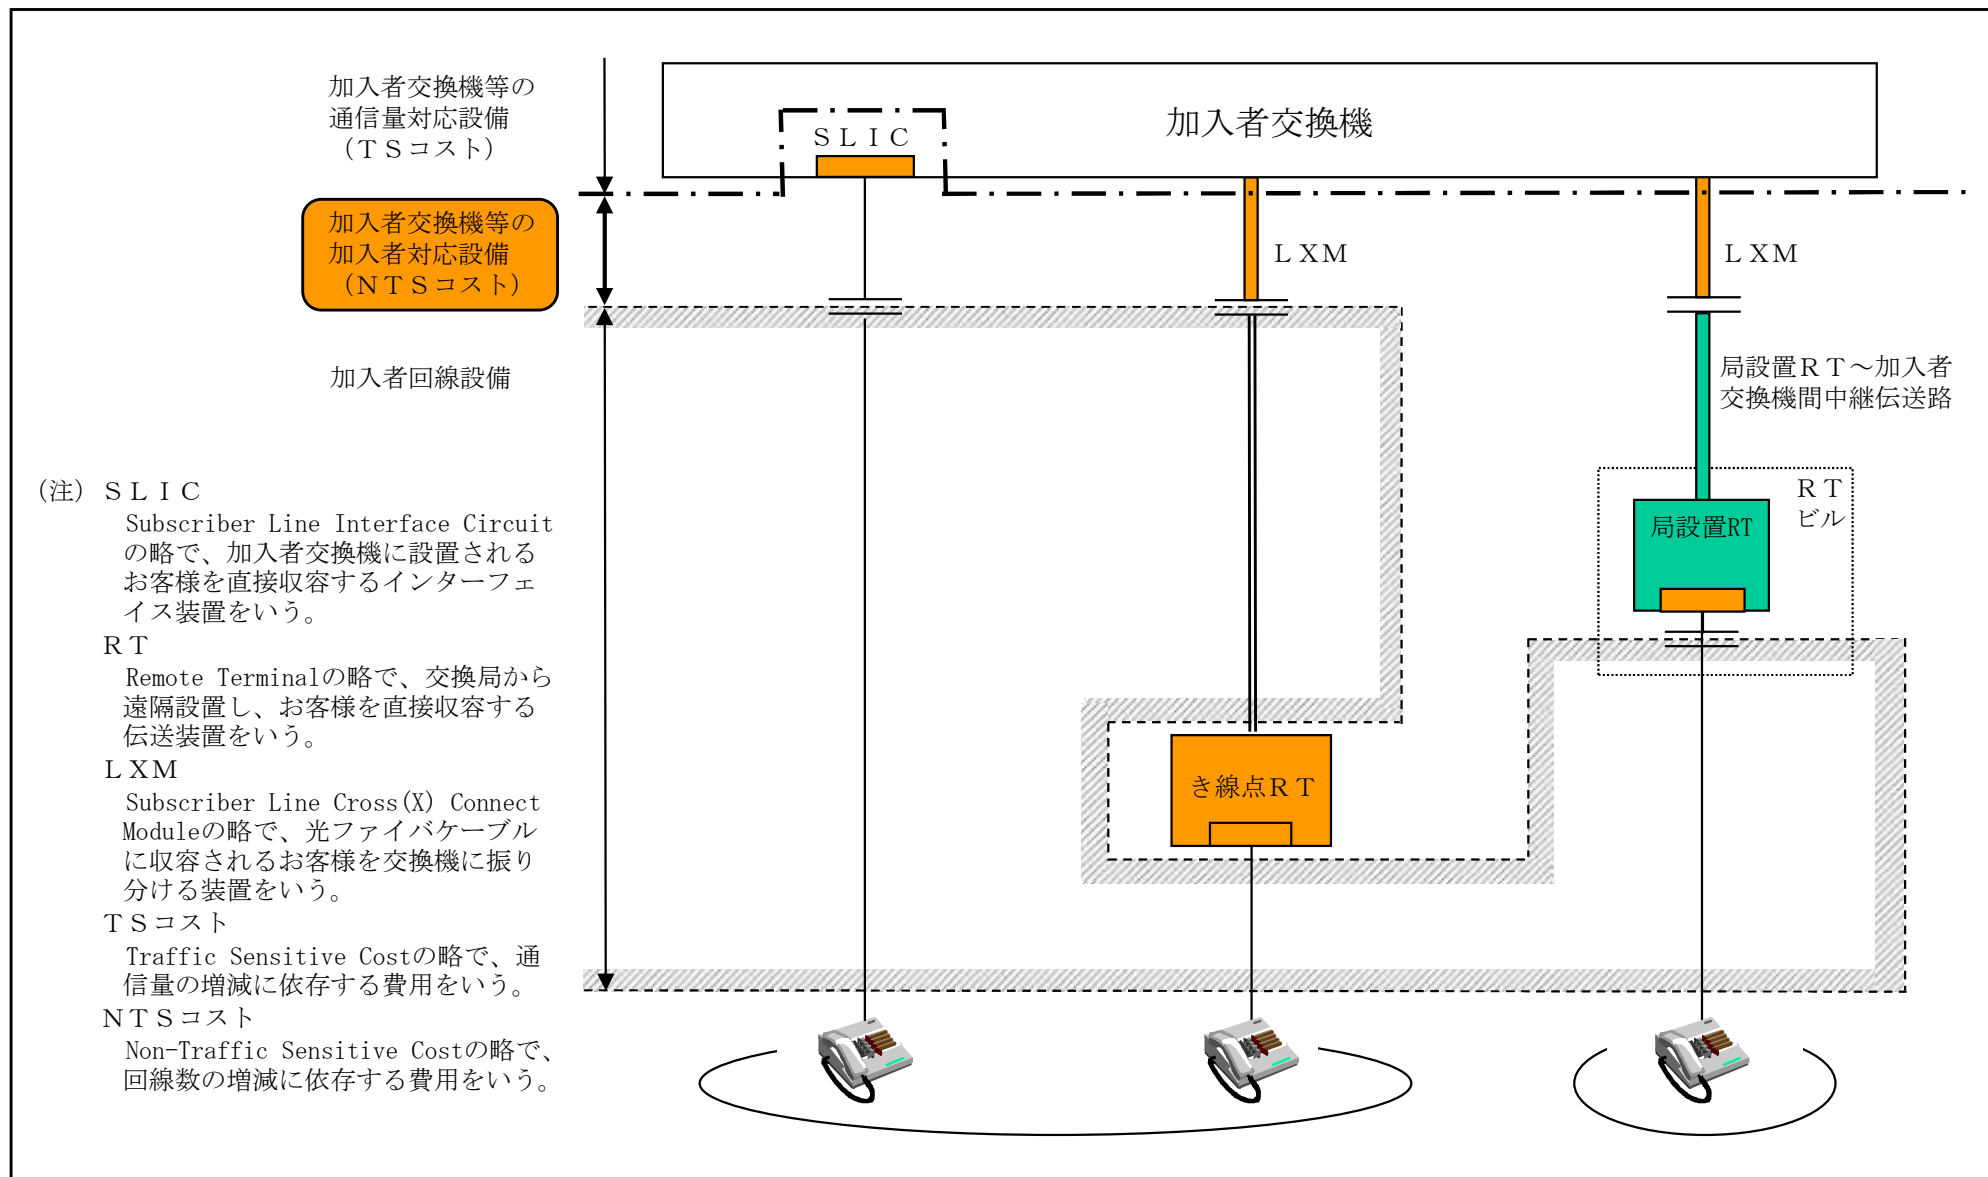 加入者交換機等の
通信量対応設備
（ＴＳコスト）
加入者交換機
ＳＬＩＣ
加入者交換機等の
加入者対応設備
（ＮＴＳコスト）
ＬＸＭ
ＬＸＭ
加入者回線設備
局設置ＲＴ～加入者
交換機間中継伝送路
ＲＴ
ビル
局設置RT
き線点ＲＴ
（注）ＳＬＩＣ
Subscriber Line Interface Circuit
の略で、加入者交換機に設置される
お客様を直接収容するインターフェ
イス装置をいう。
ＲＴ
Remote Terminalの略で、交換局から
遠隔設置し、お客様を直接収容する
伝送装置をいう。
ＬＸＭ
Subscriber Line Cross(X) Connect
Moduleの略で、光ファイバケーブル
に収容されるお客様を交換機に振り
分ける装置をいう。
ＴＳコスト
Traffic Sensitive Costの略で、通
信量の増減に依存する費用をいう。
ＮＴＳコスト
Non-Traffic Sensitive Costの略で、
回線数の増減に依存する費用をいう。